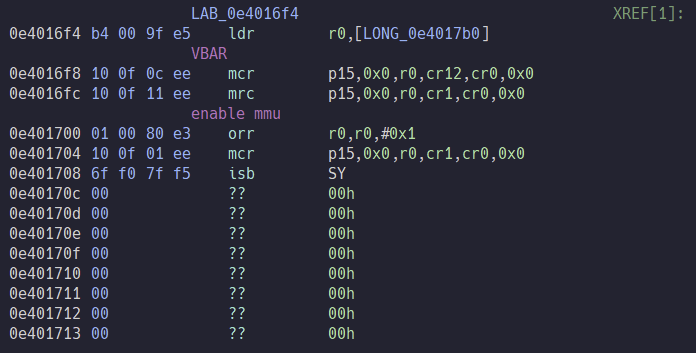 LAB_0e4016f4 XREF[1]:
0e4016f4 b4 00 9f e5 ldr r0,[LONG_0e4017b0]
VBAR
0e4016f8 10 0f 0c ee mcr p15,0x0,r0,cr12,cr0,0x0
0e4016fc 10 0f 11 ee mrc p15,0x0,r0,cr1,cr0,0x0
enable mmu
0e401700 01 00 80 e3 orr r0,r0,#0x1
0e401704 10 0f 01 ee mcr p15,0x0,r0,cr1,cr0,0x0
0e401708 6f f0 7f f5 isb SY
0e40170c 00 ?? 00h
0e40170d 00 ?? 00h
0e40170e 00 ?? 00h
0e40170f 00 ?? 00h
0e401710 00 ?? 00h
0e401711 00 ?? 00h
0e401712 00 ?? 00h
0e401713 00 ?? 00h